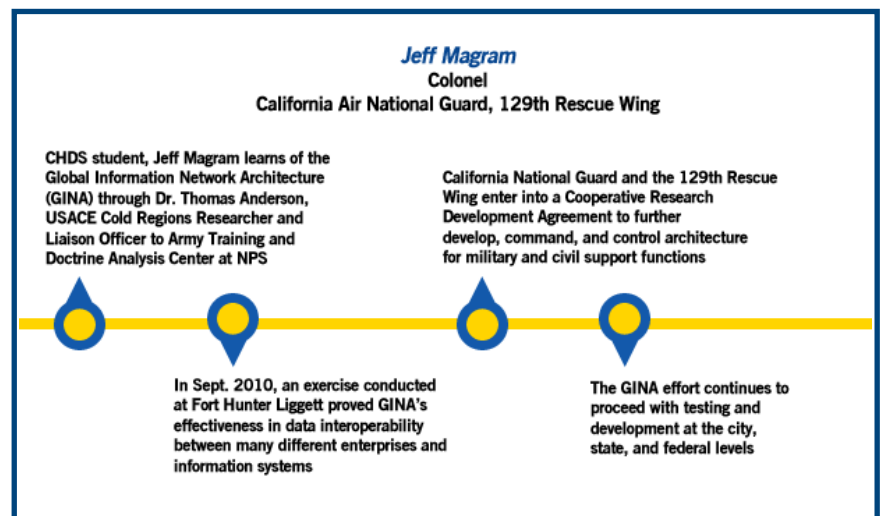 Jeff Magram
Colonel
California Air National Guard, 129th Rescue Wing
CHDS student, Jeff Magram learns of the
Global Information Network Architecture
(GINA) through Dr. Thomas Anderson,
USACE Cold Regions Researcher and
Liaison Officer to Army Training and
Doctrine Analysis Center at NPS
In Sept. 2010, an exercise conducted
at Fort Hunter Liggett proved GINA's
effectiveness in data interoperability
between many different enterprises and
information systems
California National Guard and the 129th Rescue
Wing enter into a Cooperative Research
Development Agreement to further
develop, command, and control architecture
for military and civil support functions
The GINA effort continues to
proceed with testing and
development at the city,
state, and federal levels